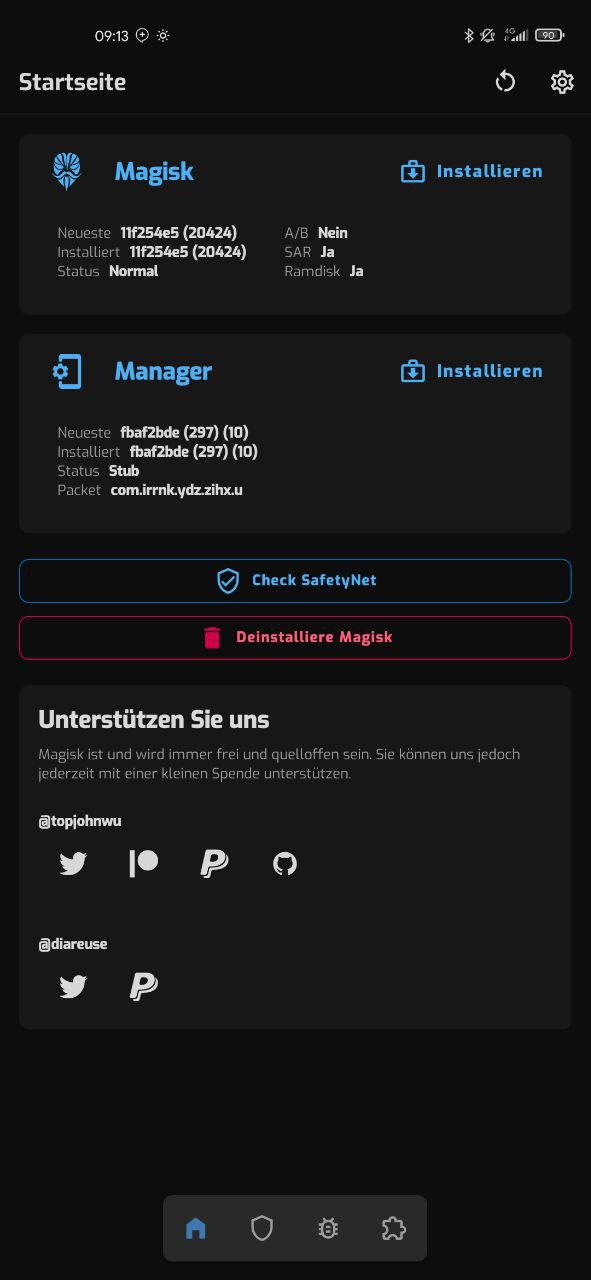 09:13
4G
90
Startseite
Magisk
Installieren
Neueste 11f254e5 (20424)
A/B Nein
Installiert 11f254e5 (20424)
SAR Ja
Status Normal
Ramdisk Ja
Manager
Installieren
Neueste fbaf2bde (297) (10)
Installiert fbaf2bde (297) (10)
Status Stub
Packet com.irrnk.ydz.zihx.u
Check SafetyNet
Deinstalliere Magisk
Unterstützen Sie uns
Magisk ist und wird immer frei und quelloffen sein. Sie können uns jedoch
jederzeit mit einer kleinen Spende unterstützen.
@topjohnwu
@diareuse